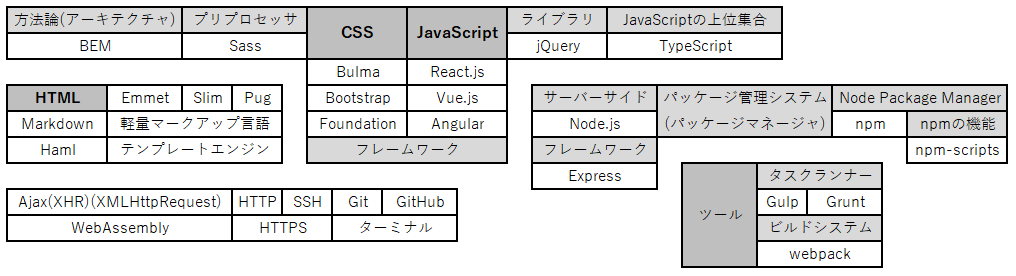 方法論(アーキテクチャ) プリプロセッサ CSS JavaScript ライブラリ JavaScriptの上位集合
BEM Sass jQuery TypeScript
Bulma React.js
Bootstrap Vue.js
Foundation Angular
フレームワーク
HTML Emmet Slim Pug
Markdown 軽量マークアップ言語
Haml テンプレートエンジン
サーバーサイド パッケージ管理システム Node Package Manager
Node.js (パッケージマネージャ) npm npmの機能
フレームワーク npm-scripts
Express
ツール タスクランナー
Gulp Grunt
ビルドシステム
webpack
Ajax(XHR)(XMLHttpRequest) HTTP SSH Git GitHub
WebAssembly HTTPS ターミナル